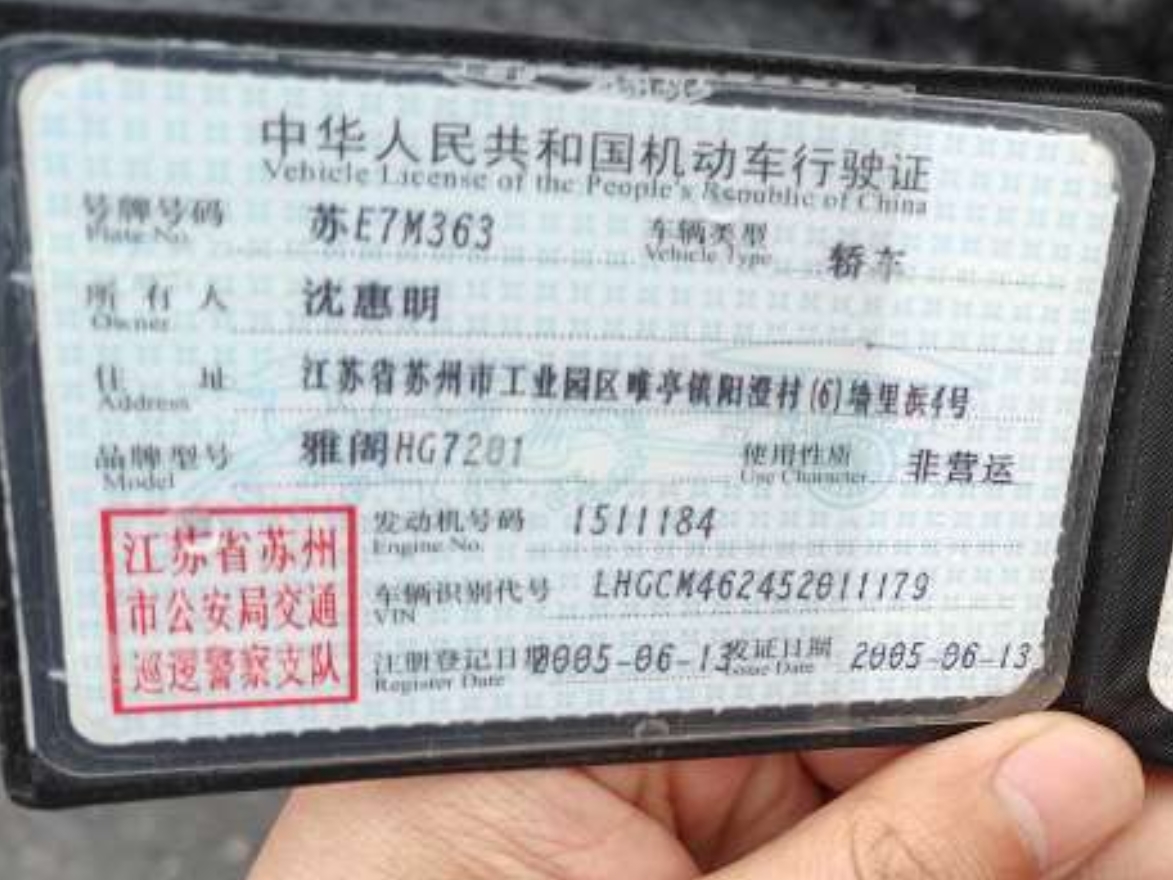 中华人民共和国机动车行驶证
Vehicle License of the People's Republic of China
号牌号码 苏E7M363 车辆类型 轿车
Plate No. Vehicle Type
所有人 沈惠明
Owner
住址 江苏省苏州市工业园区唯亭镇阳澄村(6)墙里浜4号
Address
品牌型号 雅阁HG7201 使用性质 非营运
Model Use Character
发动机号码 1511184
Engine No.
车辆识别代号 LHGCM462452011179
VIN
注册登记日期 2005-06-13 发证日期 2005-06-13
Register Date Issue Date
江苏省苏州
市公安局交通
巡逻警察支队